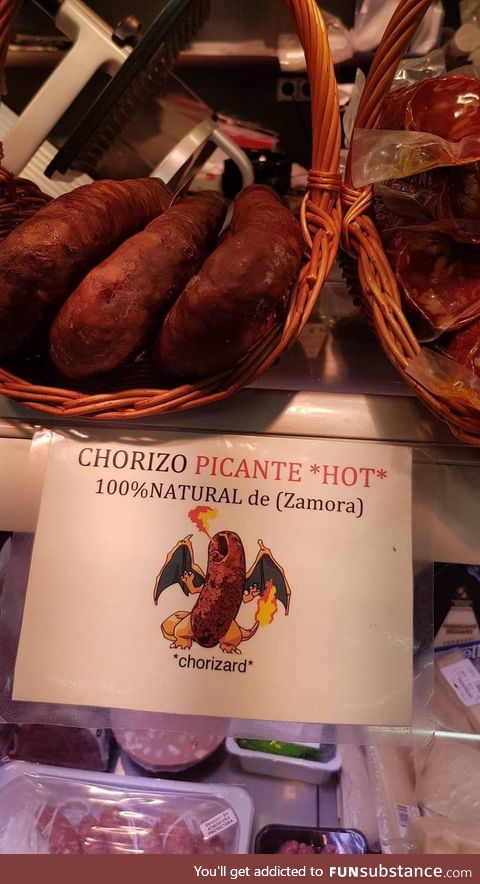 CHORIZO PICANTE *HOT*
100%NATURAL de (Zamora)
*chorizard*
You'll get addicted to FUNsubstance.com